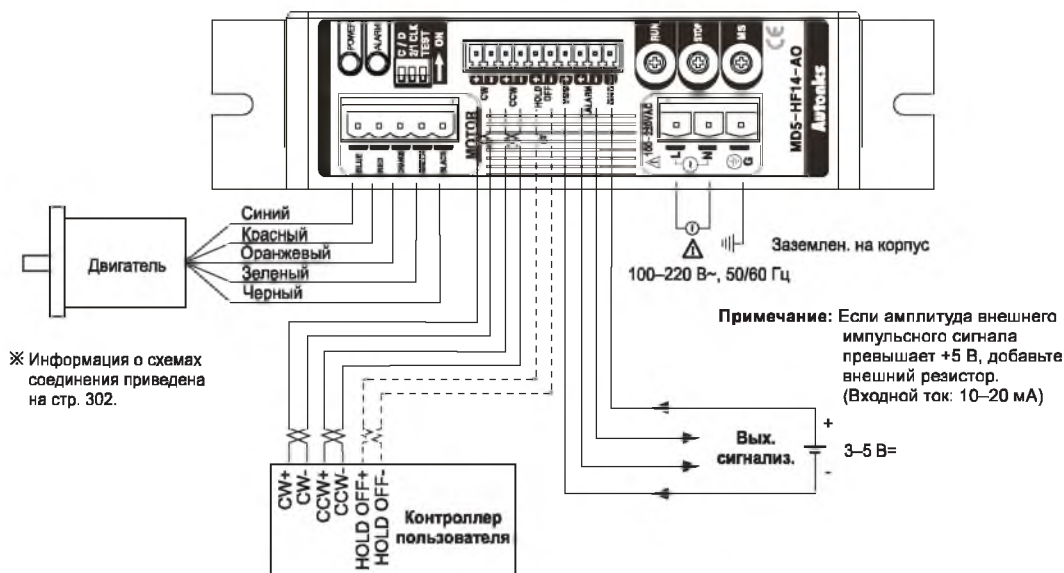 POWER
ALARM
C / D
2/1 CLK
TEST
ON
RUN
STOP
MS
CE
CW
CCW
HOLD
OFF
ALARM
MOTOR
BLUE
RED
BLACK
100-220VAC
L
N
G
MD5-HF14-AO
Autonics
Двигатель
Синий
Красный
Оранжевый
Зеленый
Черный
Заземлен. на корпус
100–220 В~, 50/60 Гц
Примечание: Если амплитуда внешнего
импульсного сигнала
превышает +5 В, добавьте
внешний резистор.
(Входной ток: 10–20 мА)
※ Информация о схемах
соединения приведена
на стр. 302.
Вых.
сигнализ.
+
3–5 В=
-
CW+
CW-
CCW+
CCW-
HOLD OFF+
HOLD OFF-
Контроллер
пользователя